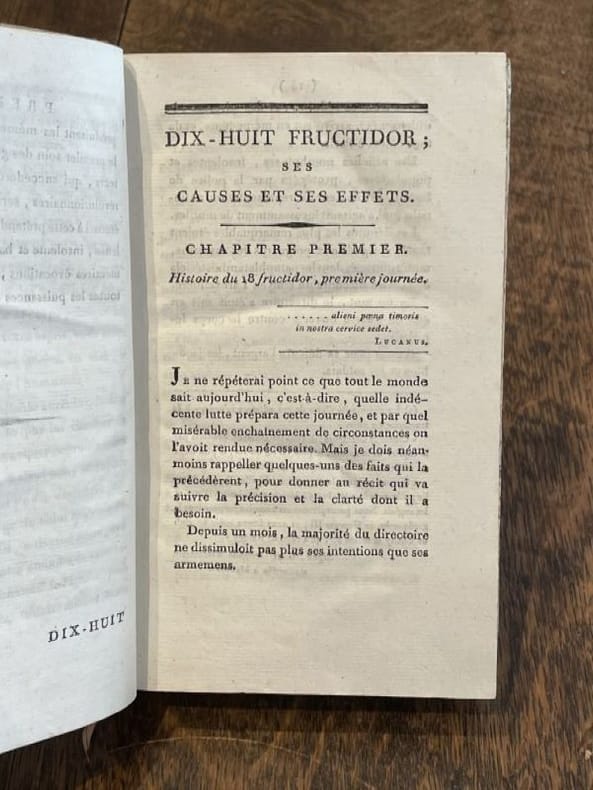 DIX-HUIT
DIX-HUIT FRUCTIDOR;
SES
CAUSES ET SES EFFETS.
CHAPITRE PREMIER.
Histoire du 18 fructidor, première journée.
. . . . . . alieni pœna timoris
in nostra cervice sedet.
LUCANUS.
JE ne répéterai point ce que tout le monde
sait aujourd'hui, c'est-à-dire, quelle indé-
cente lutte prépara cette journée, et par quel
misérable enchaînement de circonstances on
l'avoit rendue nécessaire. Mais je dois néan-
moins rappeller quelques-uns des faits qui la
précédèrent, pour donner au récit qui va
suivre la précision et la clarté dont il a
besoin.
Depuis un mois, la majorité du directoire
ne dissimuloit pas plus ses intentions que ses
armemens.